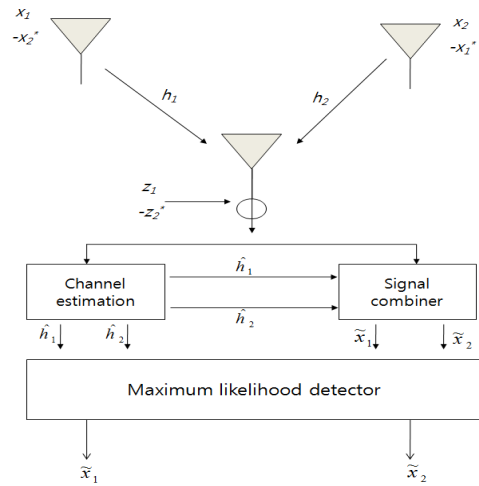 x₁
-x₂*
x₂
-x₁*
h₁
h₂
z₁
-z₂*
Channel estimation
ĥ₁
ĥ₂
Signal combiner
ĥ₁ ĥ₂
x̃₁ x̃₂
Maximum likelihood detector
x̃₁
x̃₂